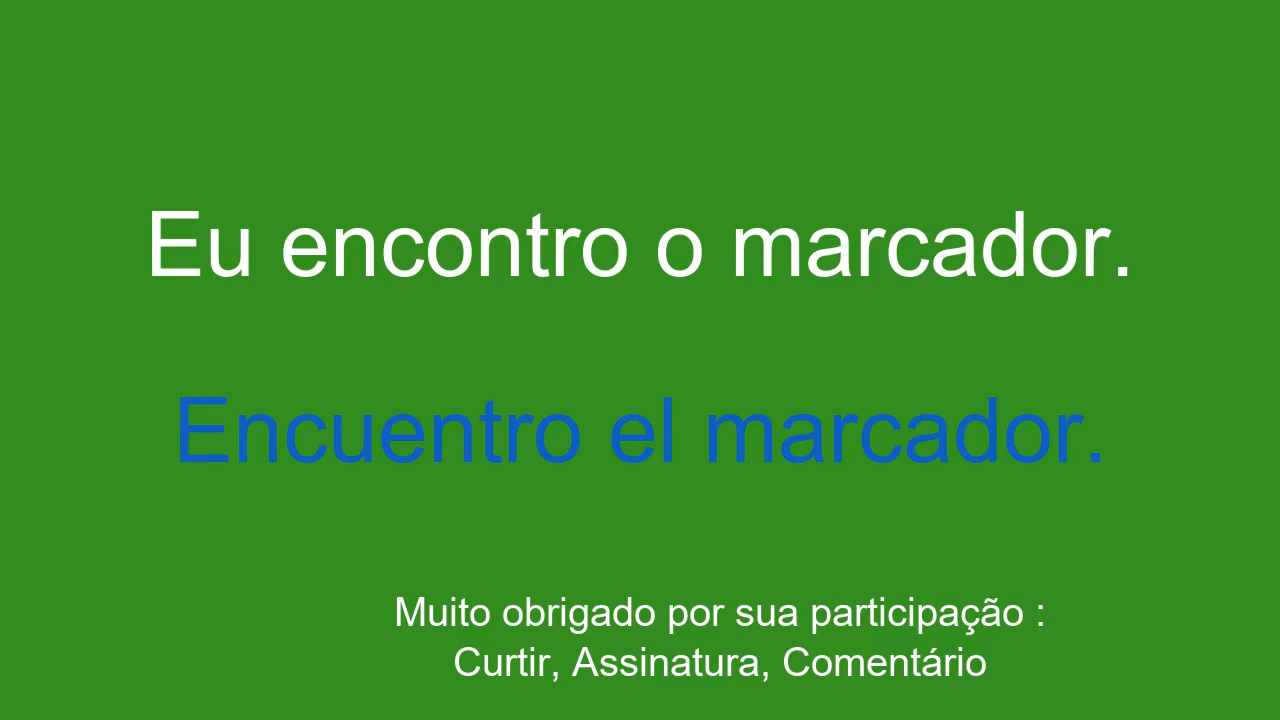 Eu encontro o marcador.
Encuentro el marcador.
Muito obrigado por sua participação :
Curtir, Assinatura, Comentário